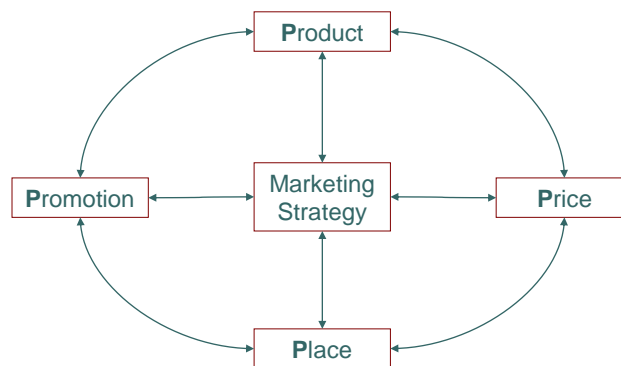 Product
Promotion
Marketing
Strategy
Price
Place